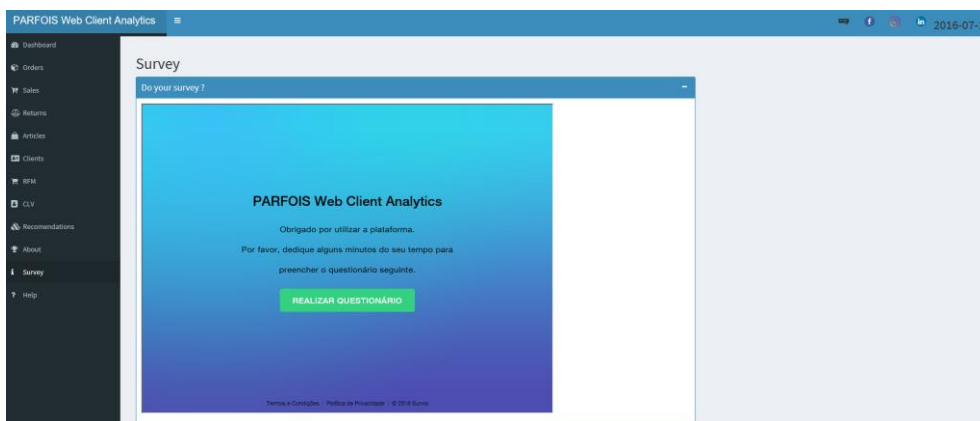 PARFOIS Web Client Analytics
2016-07-
Dashboard
Orders
Sales
Returns
Articles
Clients
RFM
CLV
Recomendations
About
Survey
Help
Survey
Do your survey ?
PARFOIS Web Client Analytics
Obrigado por utilizar a plataforma.
Por favor, dedique alguns minutos do seu tempo para
preencher o questionário seguinte.
REALIZAR QUESTIONÁRIO
Termos e Condições | Política de Privacidade | © 2018 Survio